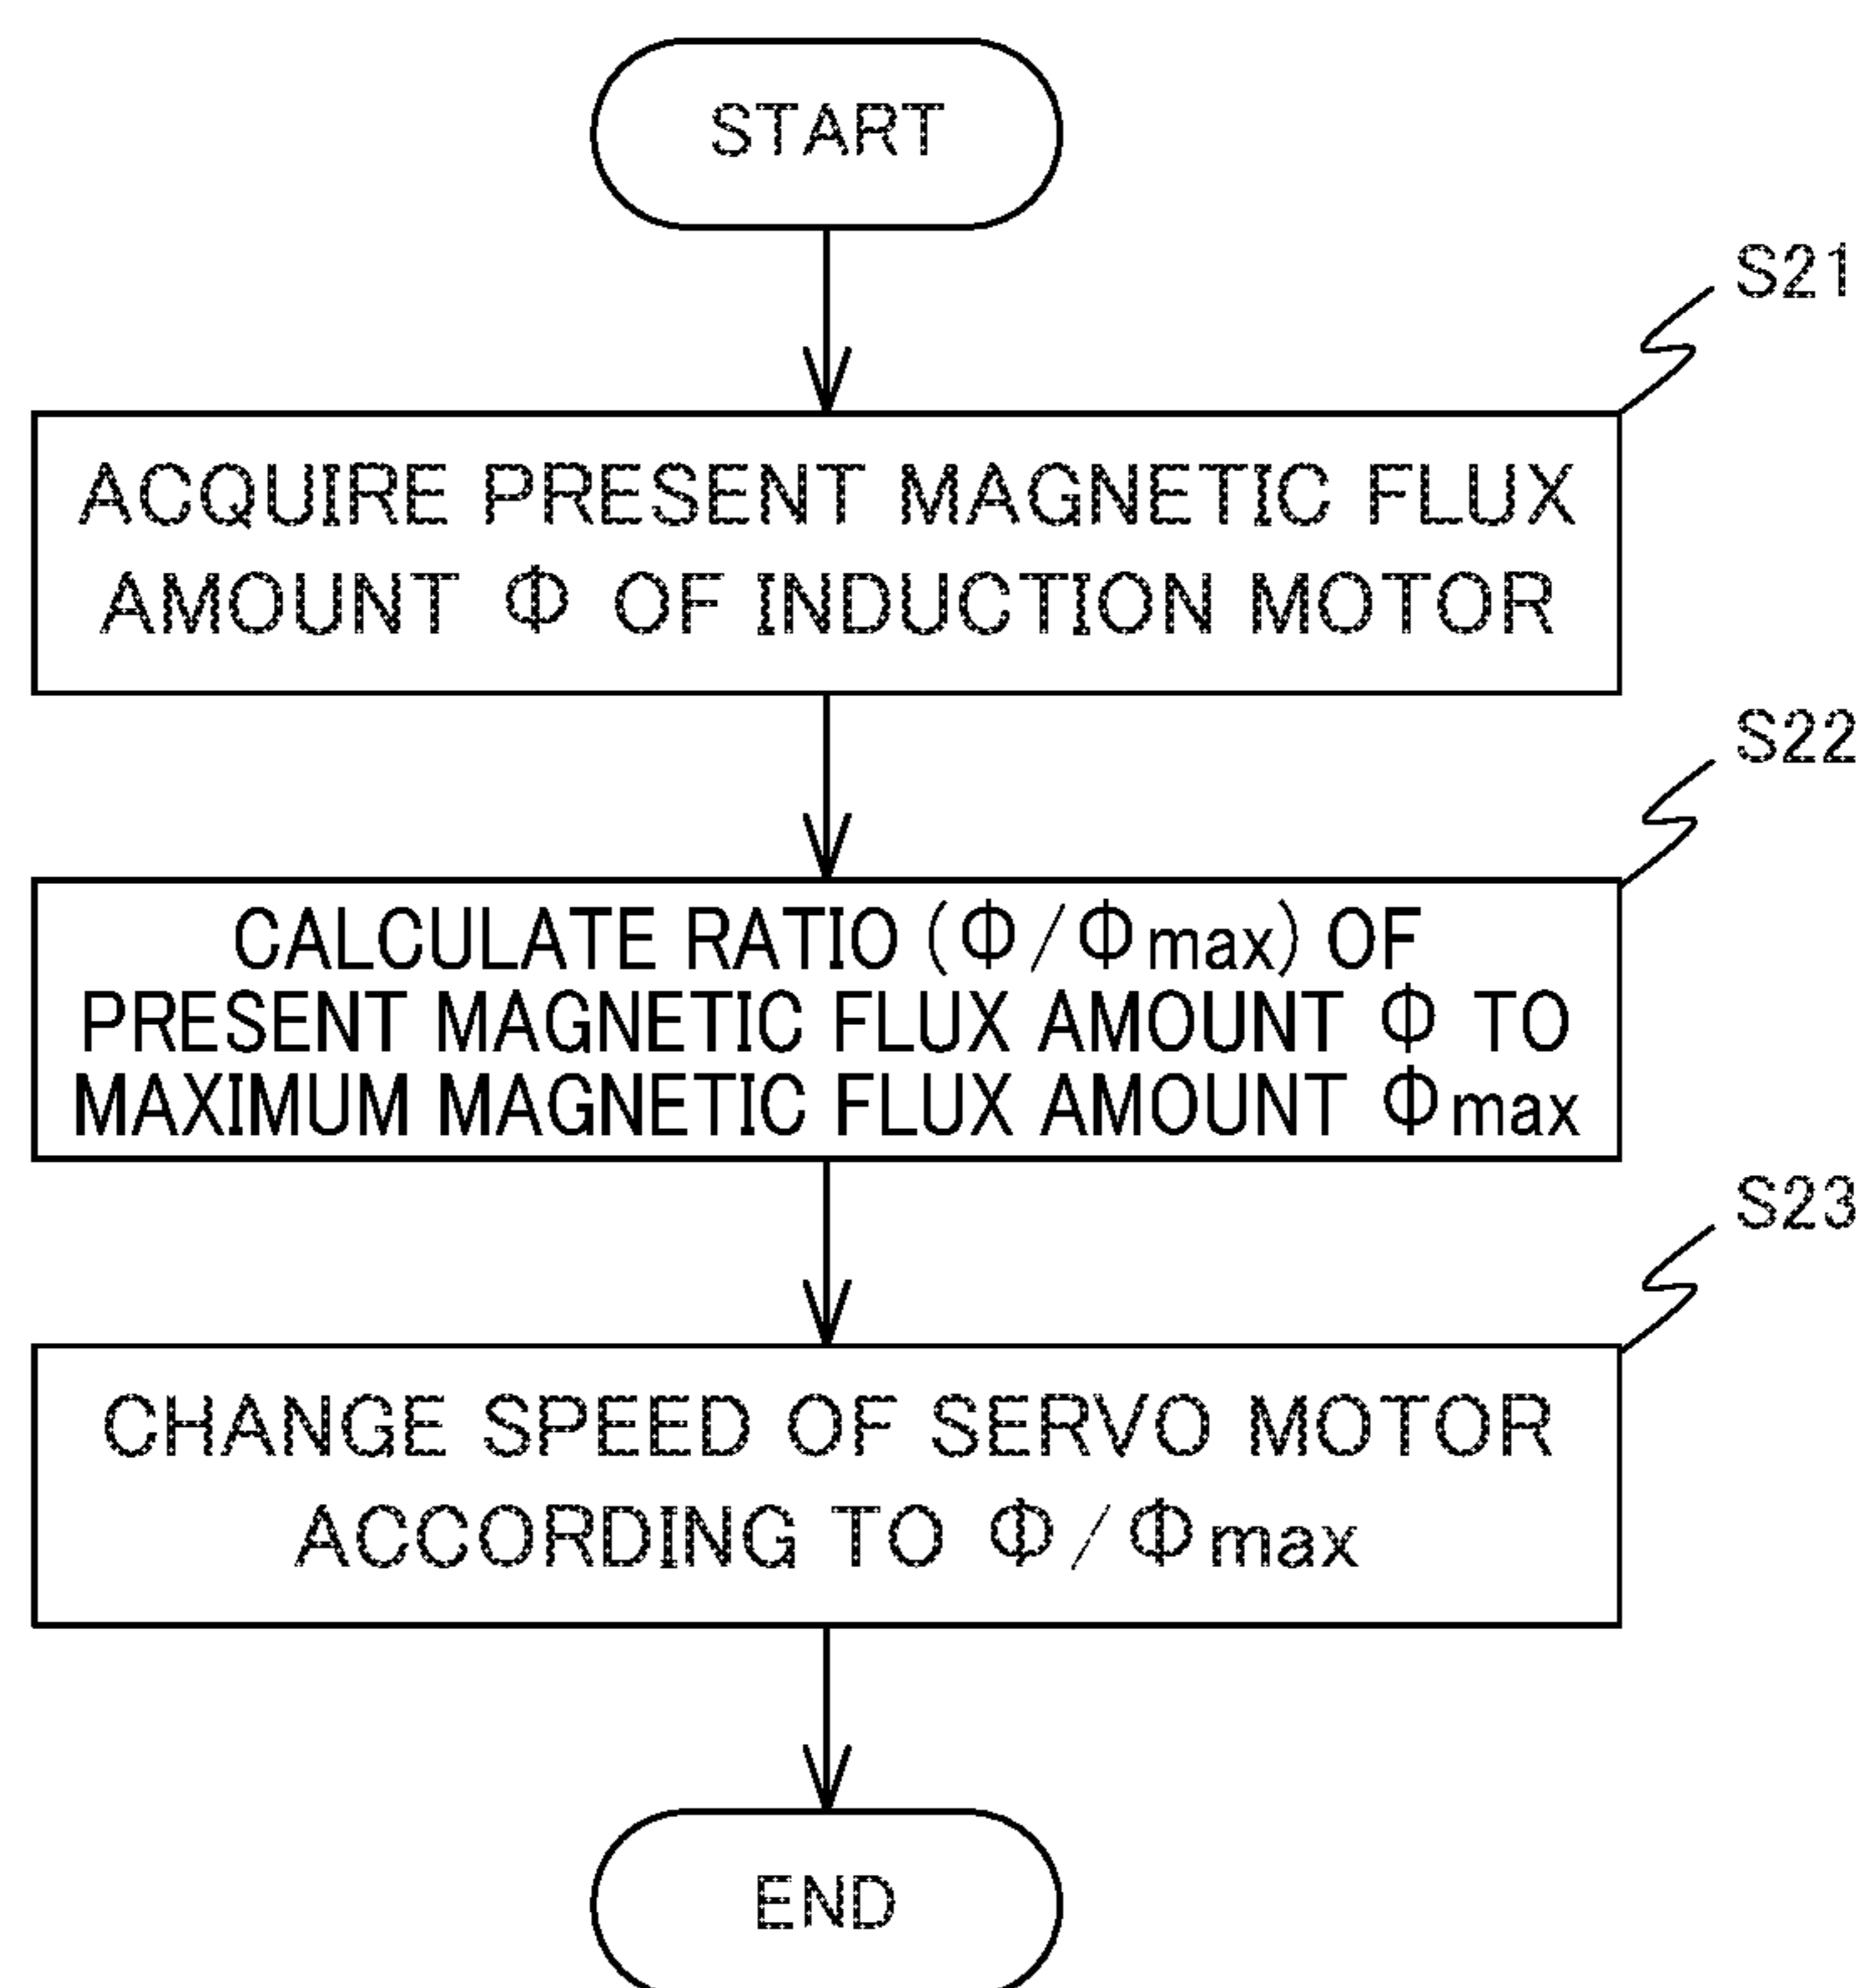 START
S21
ACQUIRE PRESENT MAGNETIC FLUX
AMOUNT Φ OF INDUCTION MOTOR
S22
CALCULATE RATIO (Φ/Φmax) OF
PRESENT MAGNETIC FLUX AMOUNT Φ TO
MAXIMUM MAGNETIC FLUX AMOUNT Φmax
S23
CHANGE SPEED OF SERVO MOTOR
ACCORDING TO Φ/Φmax
END